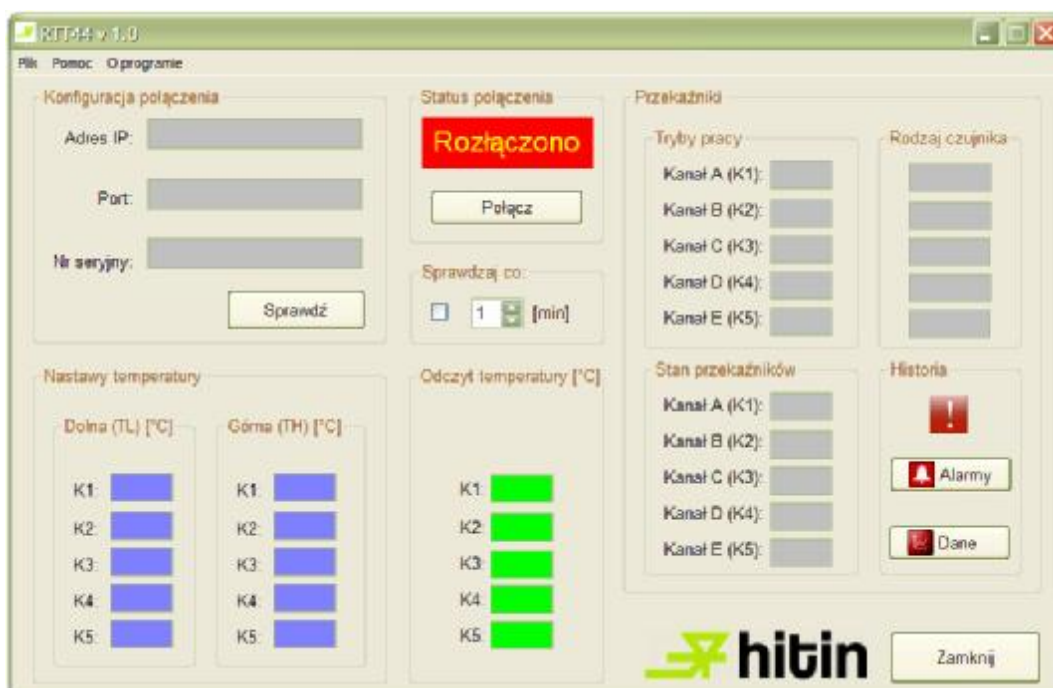 RTT44 v 1.0
Plik Pomoc O programie
Konfiguracja połączenia
Adres IP:
Port:
Nr seryjny:
Sprawdź
Status połączenia
Rozłączono
Połącz
Sprawdzaj co:
1 [min]
Przekaźniki
Tryby pracy
Kanał A (K1):
Kanał B (K2):
Kanał C (K3):
Kanał D (K4):
Kanał E (K5):
Rodzaj czujnika
Nastawy temperatury
Dolna (TL) [°C]
K1:
K2:
K3:
K4:
K5:
Górna (TH) [°C]
K1:
K2:
K3:
K4:
K5:
Odczyt temperatury [°C]
K1:
K2:
K3:
K4:
K5:
Stan przekaźników
Kanał A (K1):
Kanał B (K2):
Kanał C (K3):
Kanał D (K4):
Kanał E (K5):
Historia
!
Alarmy
Dane
hitin
Zamknij